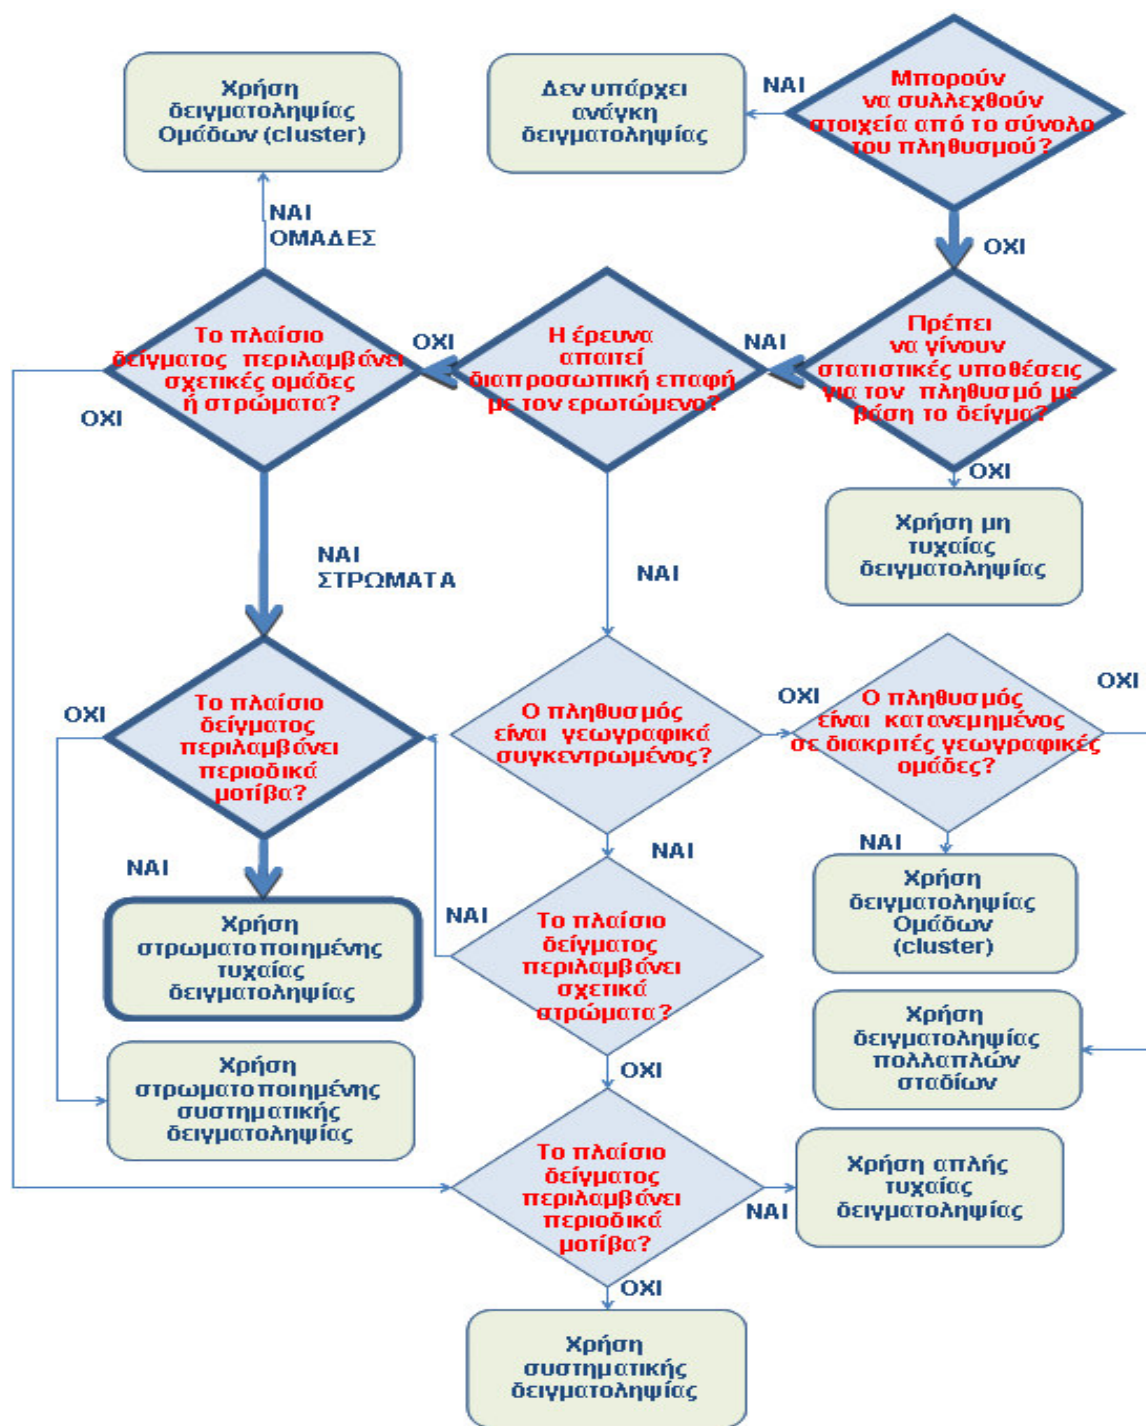 Χρήση
δειγματοληψίας
Ομάδων (cluster)
Δεν υπάρχει
ανάγκη
δειγματοληψίας
ΝΑΙ
Μπορούν
να συλλεχθούν
στοιχεία από το σύνολο
του πληθυσμού?
ΝΑΙ
ΟΜΑΔΕΣ
ΟΧΙ
Το πλαίσιο
δείγματος περιλαμβάνει
σχετικές ομάδες
ή στρώματα?
ΟΧΙ
ΟΧΙ
Η έρευνα
απαιτεί
διαπροσωπική επαφή
με τον ερωτώμενο?
ΝΑΙ
Πρέπει
να γίνουν
στατιστικές υποθέσεις
για τον πληθυσμό με
βάση το δείγμα?
ΟΧΙ
Χρήση μη
τυχαίας
δειγματοληψίας
ΝΑΙ
ΣΤΡΩΜΑΤΑ
ΝΑΙ
ΟΧΙ
Το πλαίσιο
δείγματος
περιλαμβάνει
περιοδικά
μοτίβα?
Ο πληθυσμός
είναι γεωγραφικά
συγκεντρωμένος?
ΟΧΙ
Ο πληθυσμός
είναι κατανεμημένος
σε διακριτές γεωγραφικές
ομάδες?
ΟΧΙ
ΝΑΙ
ΝΑΙ
ΝΑΙ
Χρήση
στρωματοποιημένης
τυχαίας
δειγματοληψίας
ΝΑΙ
Το πλαίσιο
δείγματος
περιλαμβάνει
σχετικά
στρώματα?
Χρήση
δειγματοληψίας
Ομάδων
(cluster)
Χρήση
δειγματοληψίας
πολλαπλών
σταδίων
Χρήση
στρωματοποιημένης
συστηματικής
δειγματοληψίας
ΟΧΙ
Το πλαίσιο
δείγματος
περιλαμβάνει
περιοδικά
μοτίβα?
ΝΑΙ
Χρήση απλής
τυχαίας
δειγματοληψίας
ΟΧΙ
Χρήση
συστηματικής
δειγματοληψίας